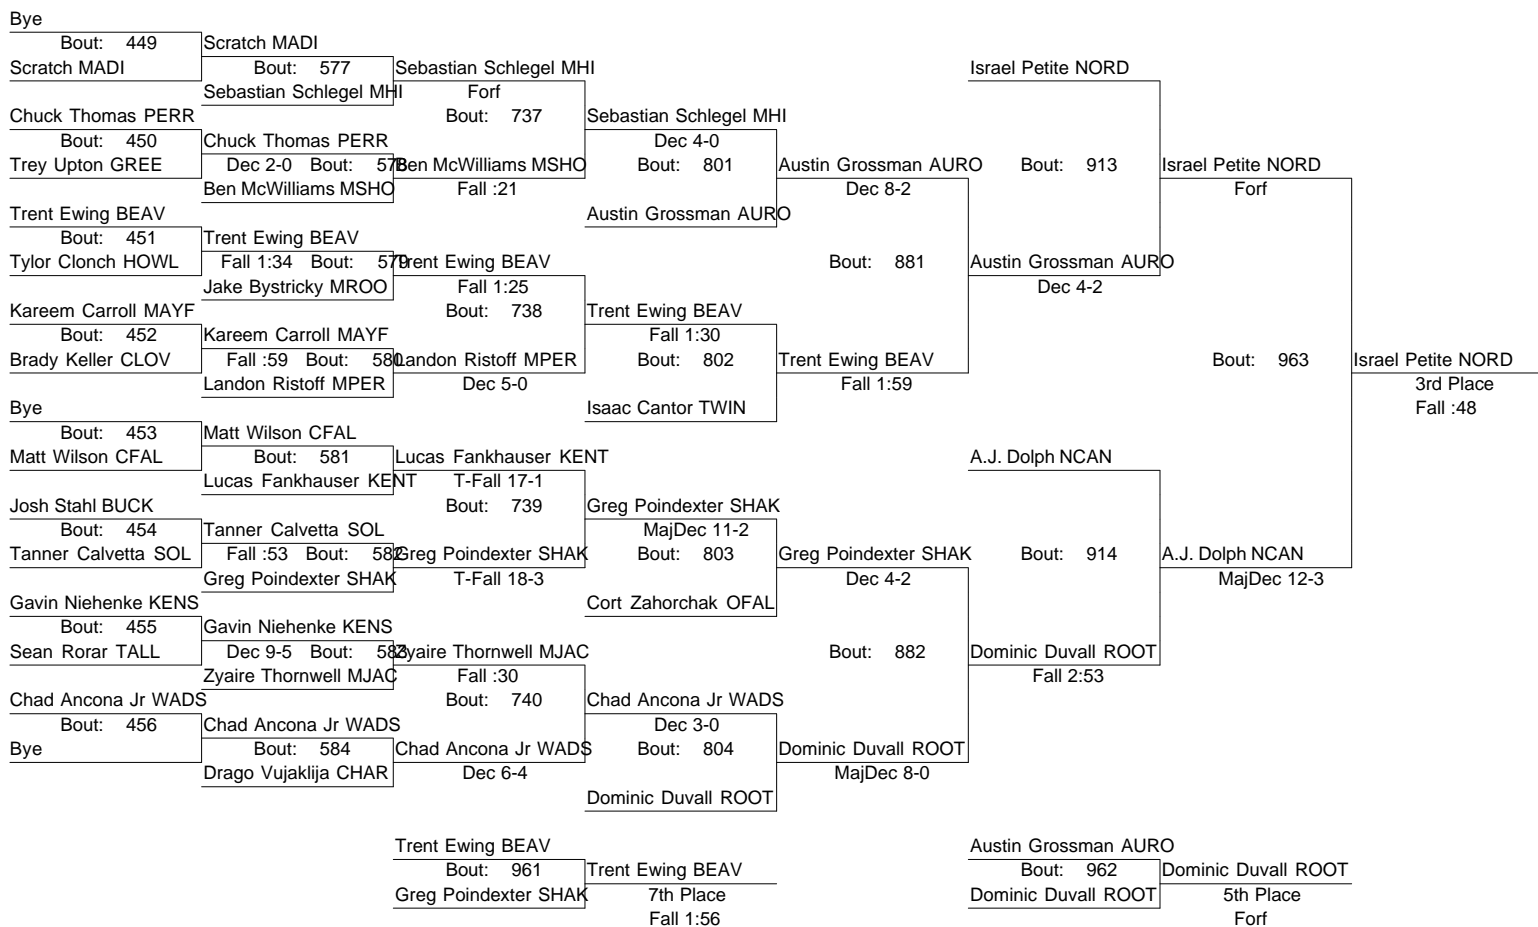 Bye
Bout: 449 Scratch MADI
Scratch MADI Bout: 577 Sebastian Schlegel MHI Israel Petite NORD
Sebastian Schlegel MHI Forf
Chuck Thomas PERR Bout: 737 Sebastian Schlegel MHI
Bout: 450 Chuck Thomas PERR Dec 4-0
Trey Upton GREE Dec 2-0 Bout: 578 Ben McWilliams MSHO Bout: 801 Austin Grossman AURO Bout: 913 Israel Petite NORD
Ben McWilliams MSHO Fall :21 Dec 8-2 Forf
Trent Ewing BEAV Austin Grossman AURO
Bout: 451 Trent Ewing BEAV
Tylor Clonch HOWL Fall 1:34 Bout: 579 Trent Ewing BEAV Bout: 881 Austin Grossman AURO
Jake Bystricky MROO Fall 1:25 Dec 4-2
Kareem Carroll MAYF Bout: 738 Trent Ewing BEAV
Bout: 452 Kareem Carroll MAYF Fall 1:30
Brady Keller CLOV Fall :59 Bout: 580 Landon Ristoff MPER Bout: 802 Trent Ewing BEAV Bout: 963 Israel Petite NORD
Landon Ristoff MPER Dec 5-0 Fall 1:59 3rd Place
Bye Isaac Cantor TWIN Fall :48
Bout: 453 Matt Wilson CFAL
Matt Wilson CFAL Bout: 581 Lucas Fankhauser KENT A.J. Dolph NCAN
Lucas Fankhauser KENT T-Fall 17-1
Josh Stahl BUCK Bout: 739 Greg Poindexter SHAK
Bout: 454 Tanner Calvetta SOL MajDec 11-2
Tanner Calvetta SOL Fall :53 Bout: 582 Greg Poindexter SHAK Bout: 803 Greg Poindexter SHAK Bout: 914 A.J. Dolph NCAN
Greg Poindexter SHAK T-Fall 18-3 Dec 4-2 MajDec 12-3
Gavin Niehenke KENS Cort Zahorchak OFAL
Bout: 455 Gavin Niehenke KENS
Sean Rorar TALL Dec 9-5 Bout: 583 Zyaire Thornwell MJAC Bout: 882 Dominic Duvall ROOT
Zyaire Thornwell MJAC Fall :30 Fall 2:53
Chad Ancona Jr WADS Bout: 740 Chad Ancona Jr WADS
Bout: 456 Chad Ancona Jr WADS Dec 3-0
Bye Bout: 584 Chad Ancona Jr WADS Bout: 804 Dominic Duvall ROOT
Drago Vujaklija CHAR Dec 6-4 MajDec 8-0
Dominic Duvall ROOT
Trent Ewing BEAV Austin Grossman AURO
Bout: 961 Trent Ewing BEAV Bout: 962 Dominic Duvall ROOT
Greg Poindexter SHAK 7th Place Dominic Duvall ROOT 5th Place
Fall 1:56 Forf